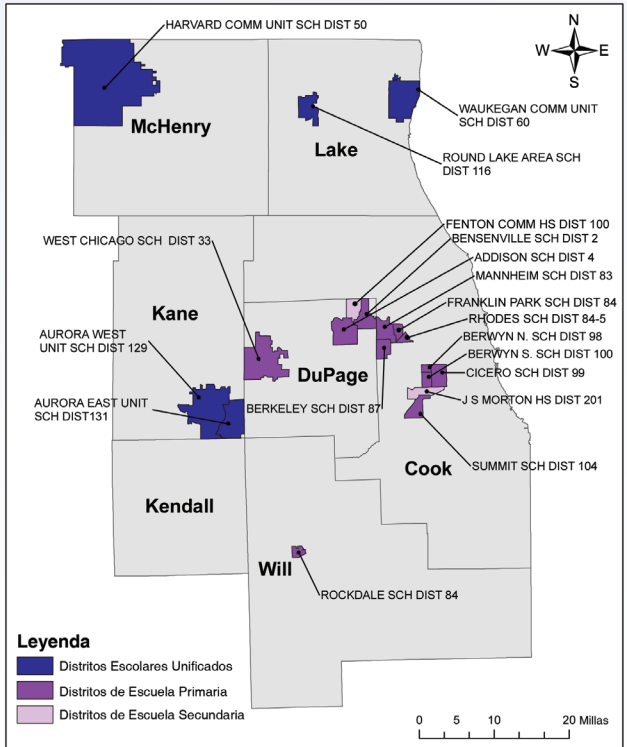 HARVARD COMM UNIT SCH DIST 50
N
W
E
S
WAUKEGAN COMM UNIT
SCH DIST 60
McHenry
Lake
ROUND LAKE AREA SCH
DIST 116
FENTON COMM HS DIST 100
BENSENVILLE SCH DIST 2
WEST CHICAGO SCH DIST 33
ADDISON SCH DIST 4
MANNHEIM SCH DIST 83
FRANKLIN PARK SCH DIST 84
RHODES SCH DIST 84-5
Kane
AURORA WEST
UNIT SCH DIST 129
BERWYN N. SCH DIST 98
BERWYN S. SCH DIST 100
CICERO SCH DIST 99
DuPage
AURORA EAST UNIT
SCH DIST131
BERKELEY SCH DIST 87
J S MORTON HS DIST 201
Cook
SUMMIT SCH DIST 104
Kendall
Will
ROCKDALE SCH DIST 84
Leyenda
Distritos Escolares Unificados
Distritos de Escuela Primaria
Distritos de Escuela Secundaria
0 5 10 20 Millas